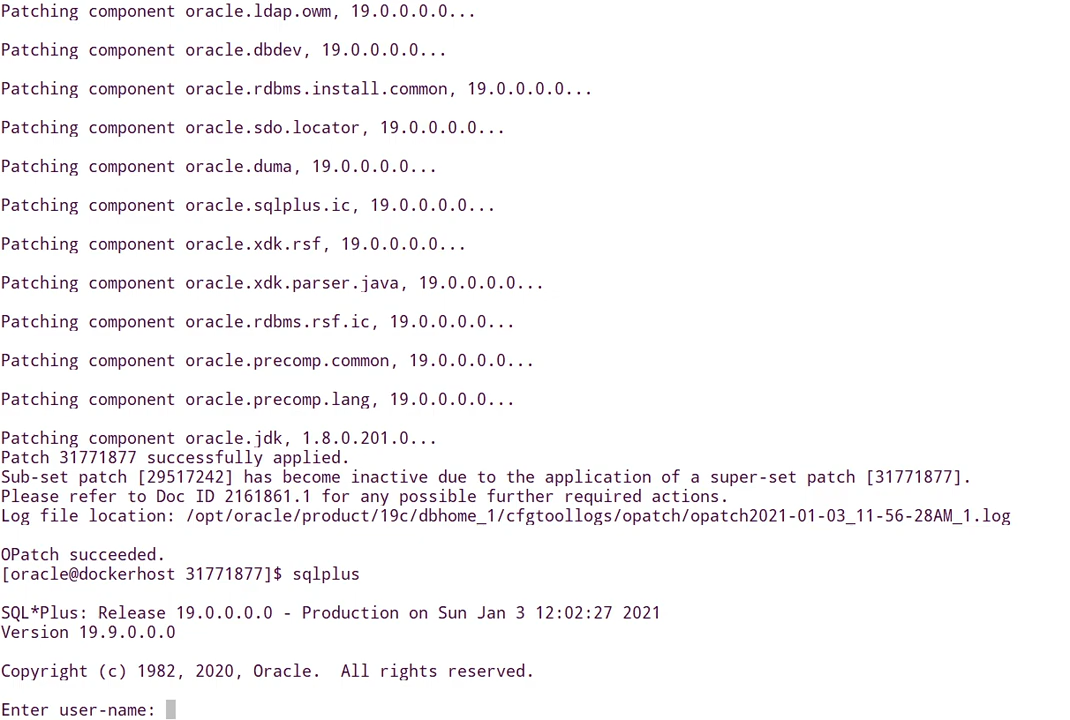 Patching component oracle.ldap.owm, 19.0.0.0.0...
Patching component oracle.dbdev, 19.0.0.0.0...
Patching component oracle.rdbms.install.common, 19.0.0.0.0...
Patching component oracle.sdo.locator, 19.0.0.0.0...
Patching component oracle.duma, 19.0.0.0.0...
Patching component oracle.sqlplus.ic, 19.0.0.0.0...
Patching component oracle.xdk.rsf, 19.0.0.0.0...
Patching component oracle.xdk.parser.java, 19.0.0.0.0...
Patching component oracle.rdbms.rsf.ic, 19.0.0.0.0...
Patching component oracle.precomp.common, 19.0.0.0.0...
Patching component oracle.precomp.lang, 19.0.0.0.0...
Patching component oracle.jdk, 1.8.0.201.0...
Patch 31771877 successfully applied.
Sub-set patch [29517242] has become inactive due to the application of a super-set patch [31771877].
Please refer to Doc ID 2161861.1 for any possible further required actions.
Log file location: /opt/oracle/product/19c/dbhome_1/cfgtoollogs/opatch/opatch2021-01-03_11-56-28AM_1.log
OPatch succeeded.
[oracle@dockerhost 31771877]$ sqlplus
SQL*Plus: Release 19.0.0.0.0 - Production on Sun Jan 3 12:02:27 2021
Version 19.9.0.0.0
Copyright (c) 1982, 2020, Oracle.  All rights reserved.
Enter user-name: